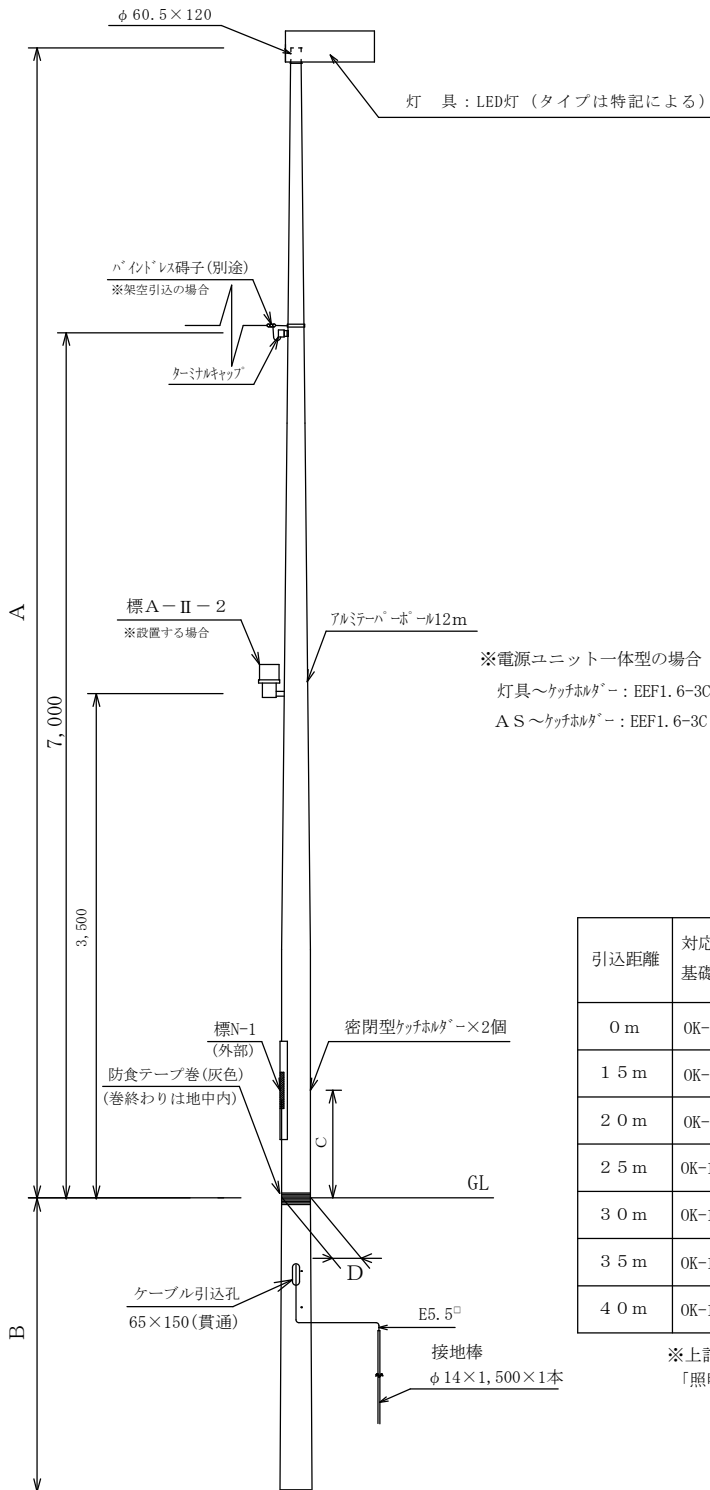 φ60.5×120
灯　具：LED灯（タイプは特記による）
バインドレス碍子(別途)
※架空引込の場合
ターミナルキャップ
A
7,000
標A－Ⅱ－2
※設置する場合
アルミテーパーポール12m
※電源ユニット一体型の場合
灯具～ケッチホルダー：EEF1.6-3C
AS～ケッチホルダー：EEF1.6-3C
3,500
標N-1
(外部)
密閉型ケッチホルダー×2個
防食テープ巻(灰色)
(巻終わりは地中内)
C
GL
D
ケーブル引込孔
65×150(貫通)
B
E5.5□
接地棒
φ14×1,500×1本
引込距離 対応
基礎
0m OK-
15m OK-
20m OK-
25m OK-1
30m OK-1
35m OK-1
40m OK-1
※上記
「照明